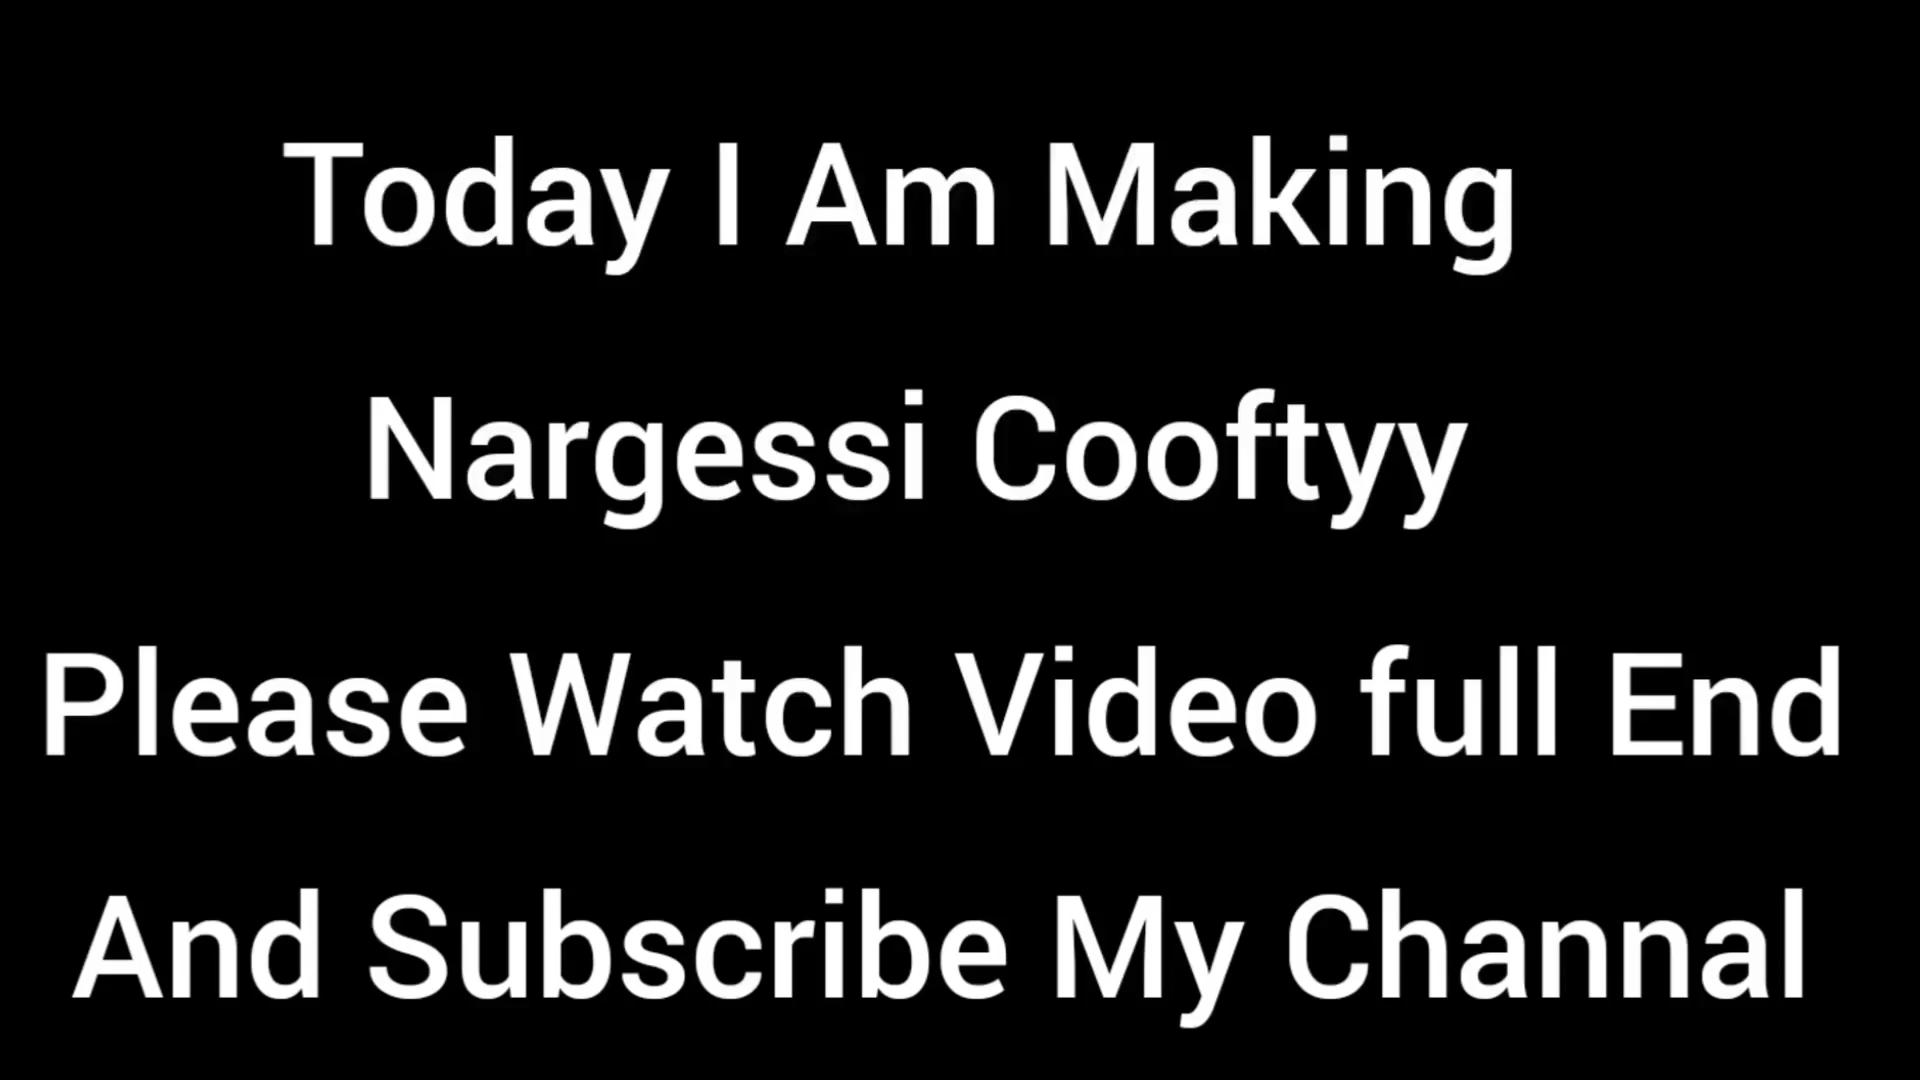 Today I Am Making
Nargessi Cooftyy
Please Watch Video full End
And Subscribe My Channal